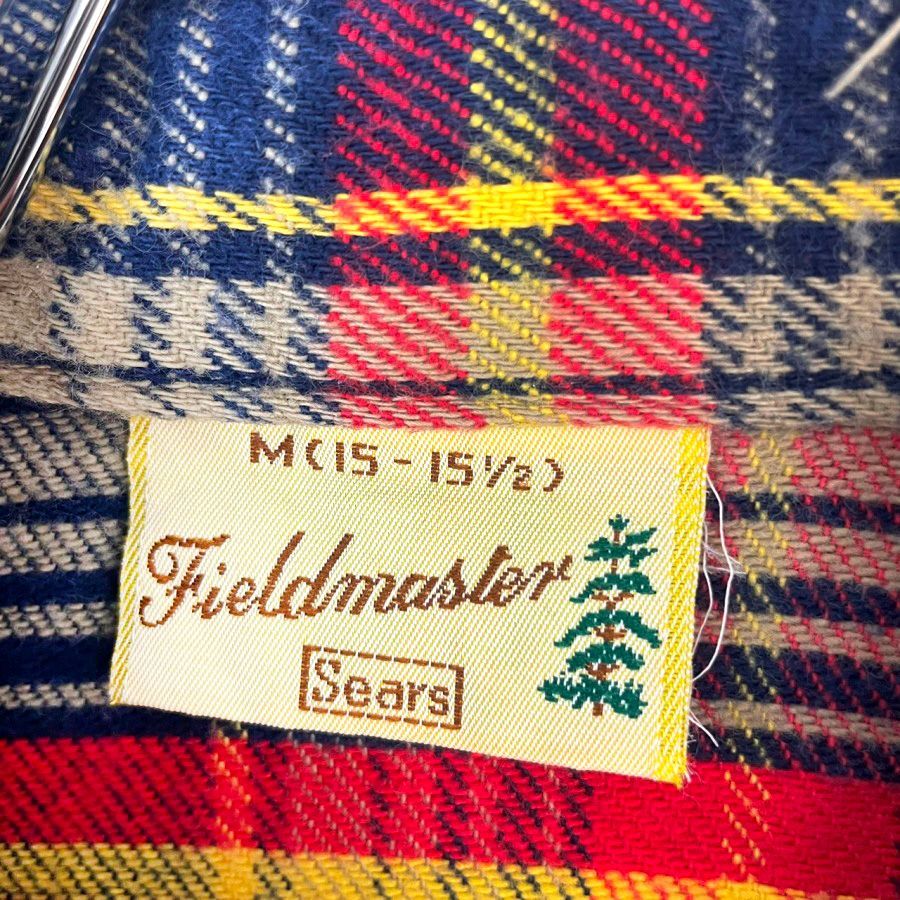 M(15 - 15½)
Fieldmaster
Sears